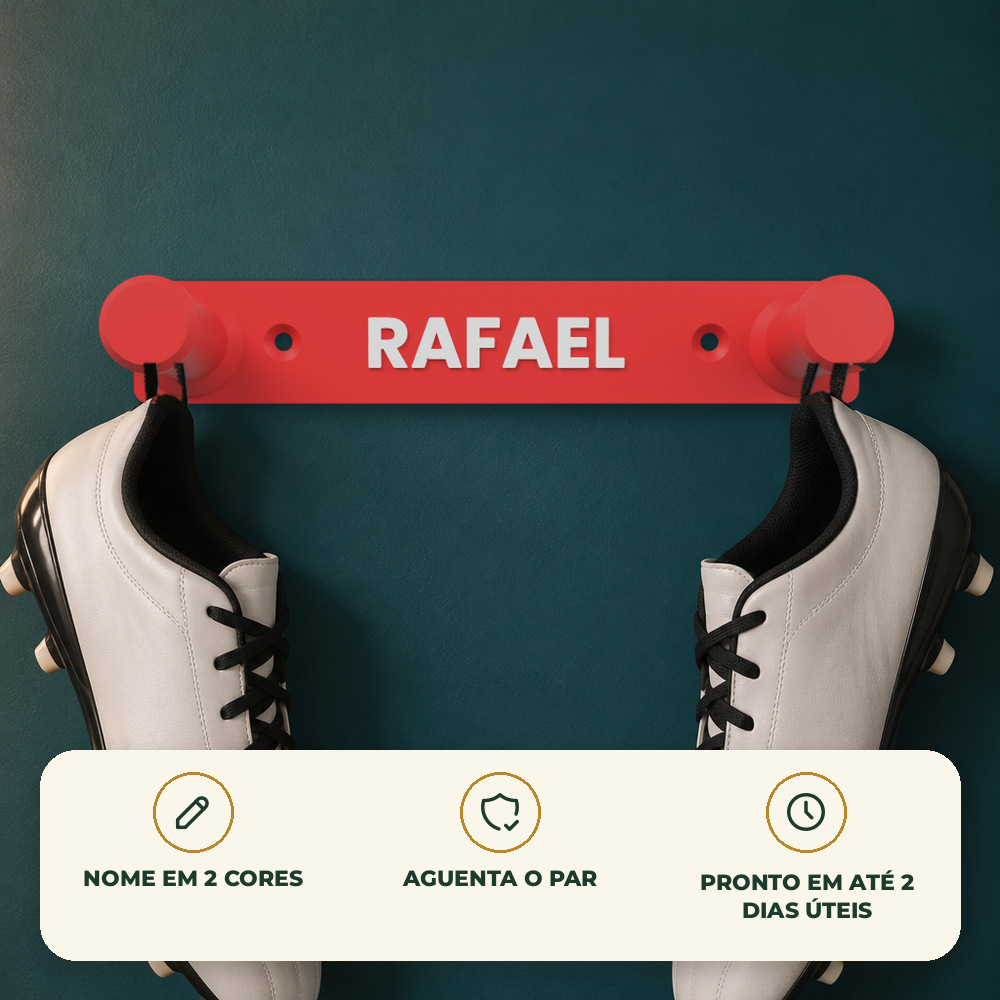 RAFAEL
NOME EM 2 CORES
AGUENTA O PAR
PRONTO EM ATÉ 2
DIAS ÚTEIS